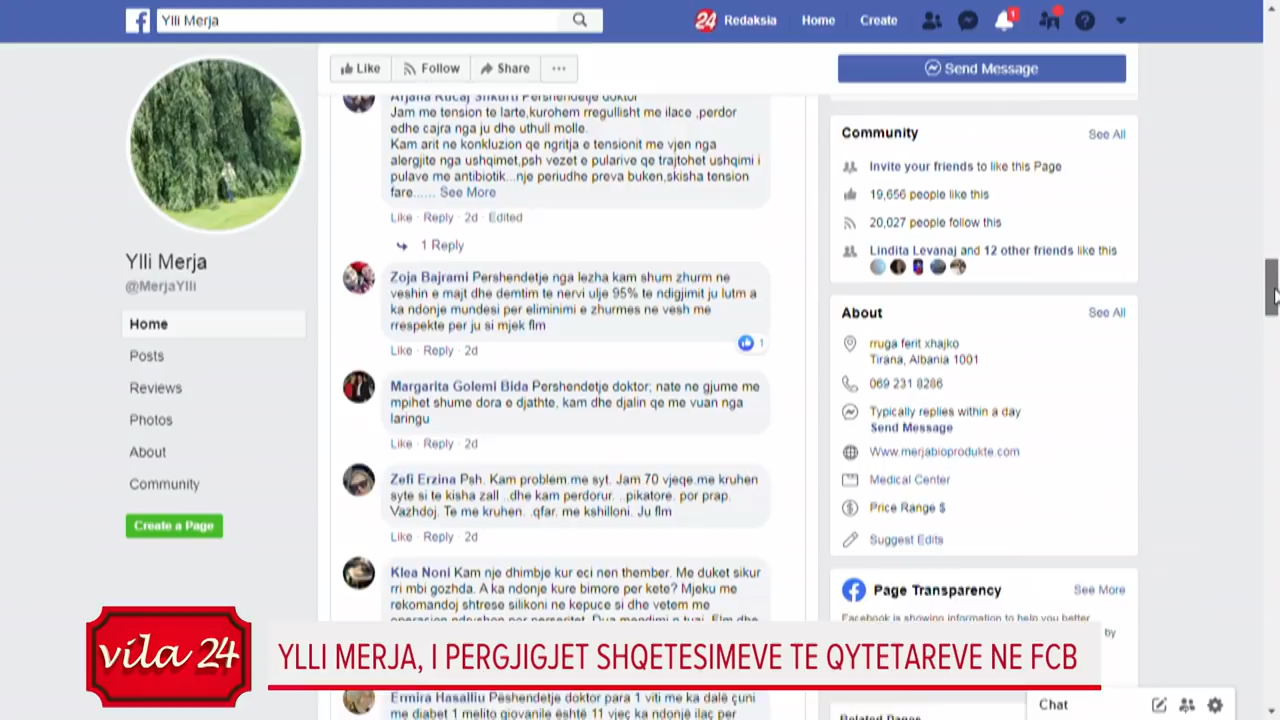 Ylli Merja
24 Redaksia Home Create
1
Like Follow Share ...
Send Message
Ylli Merja
@MerjaYlli
Home
Posts
Reviews
Photos
About
Community
Create a Page
Pershendetje doktor
Jam me tension te larte,kurohem rregullisht me ilace ,perdor
edhe cajra nga ju dhe uthull molle.
Kam arit ne konkluzion qe ngritja e tensionit me vjen nga
alergjite nga ushqimet,psh vezet e pularive qe trajtohet ushqimi i
pulave me antibiotik...nje periudhe preva buken,skisha tension
fare...... See More
Like · Reply · 2d · Edited
1 Reply
Zoja Bajrami Pershendetje nga lezha kam shum zhurm ne
veshin e majt dhe demtim te nervi ulje 95% te ndigjimit ju lutm a
ka ndonje mundesi per eliminimi e zhurmes ne vesh me
rrespekte per ju si mjek flm
1
Like · Reply · 2d
Margarita Golemi Bida Pershendetje doktor; nate ne gjume me
mpihet shume dora e djathte, kam dhe djalin qe me vuan nga
laringu
Like · Reply · 2d
Zefi Erzina Psh. Kam problem.me syt. Jam 70 vjeqe.me kruhen
syte si te kisha zall ..dhe kam perdorur. ..pikatore. por prap.
Vazhdoj. Te me kruhen. .qfar. me kshilloni. Ju flm
Like · Reply · 2d
Klea Noni Kam nje dhimbje kur eci nen thember. Me duket sikur
rri mbi gozhda. A ka ndonje kure bimore per kete? Mjeku me
rekomandoj shtrese silikoni ne kepuce si dhe vetem me
Ermira Hasalliu Pëshendetje doktor para 1 viti me ka dalë çuni
me diabet 1 melito giovanile është 11 vjeç ka ndonjë ilaç për
Community See All
Invite your friends to like this Page
19,656 people like this
20,027 people follow this
Lindita Levanaj and 12 other friends like this
About See All
rruga ferit xhajko
Tirana, Albania 1001
069 231 8286
Typically replies within a day
Send Message
Www.merjabioprodukte.com
Medical Center
Price Range $
Suggest Edits
Page Transparency See More
Facebook is showing information to help you better
by
Related Pages
Chat
vila 24
YLLI MERJA, I PERGJIGJET SHQETESIMEVE TE QYTETAREVE NE FCB